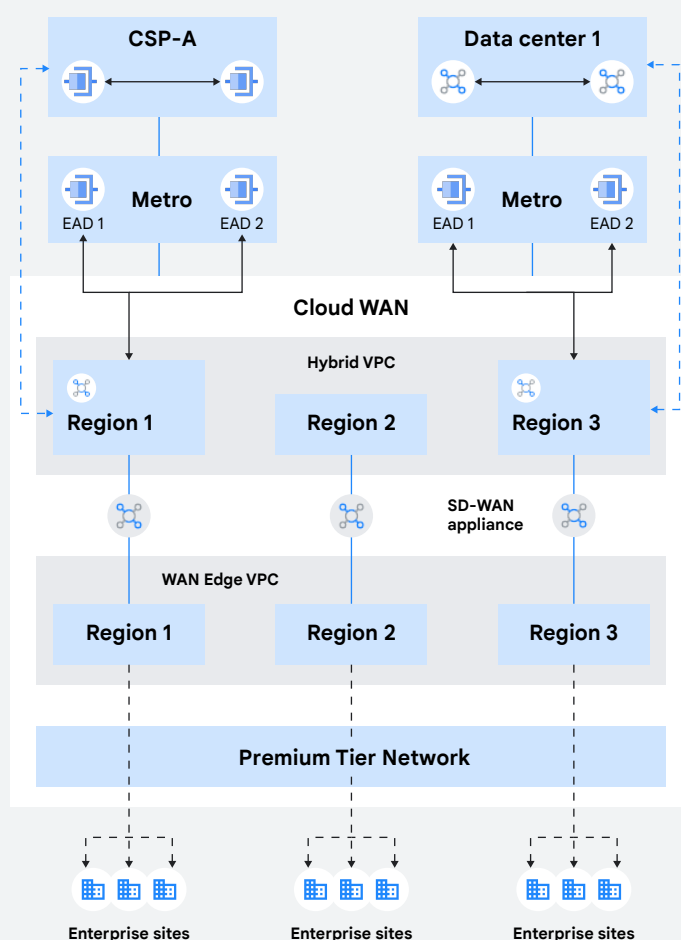 CSP-A
Data center 1
Metro
EAD 1
EAD 2
Metro
EAD 1
EAD 2
Cloud WAN
Hybrid VPC
Region 1
Region 2
Region 3
SD-WAN
appliance
WAN Edge VPC
Region 1
Region 2
Region 3
Premium Tier Network
Enterprise sites
Enterprise sites
Enterprise sites